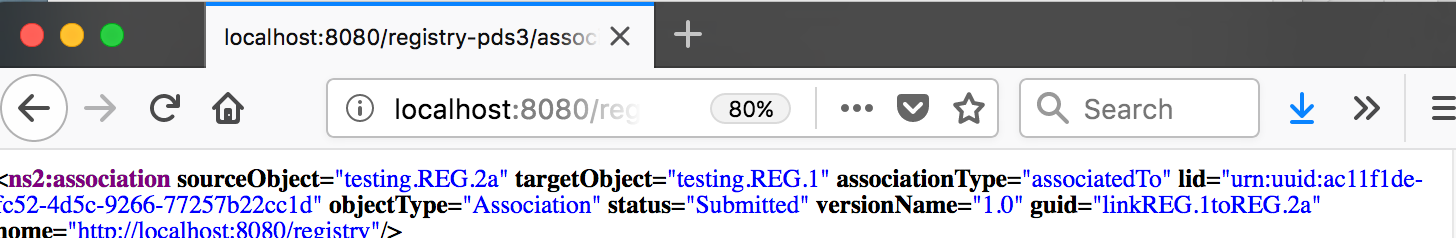 localhost:8080/registry-pds3/assoc
localhost:8080/reg
80%
Search
<ns2:association sourceObject="testing.REG.2a" targetObject="testing.REG.1" associationType="associatedTo" lid="urn:uuid:ac11f1de-
fc52-4d5c-9266-77257b22cc1d" objectType="Association" status="Submitted" versionName="1.0" guid="linkREG.1toREG.2a"
home="http://localhost:8080/registry"/>